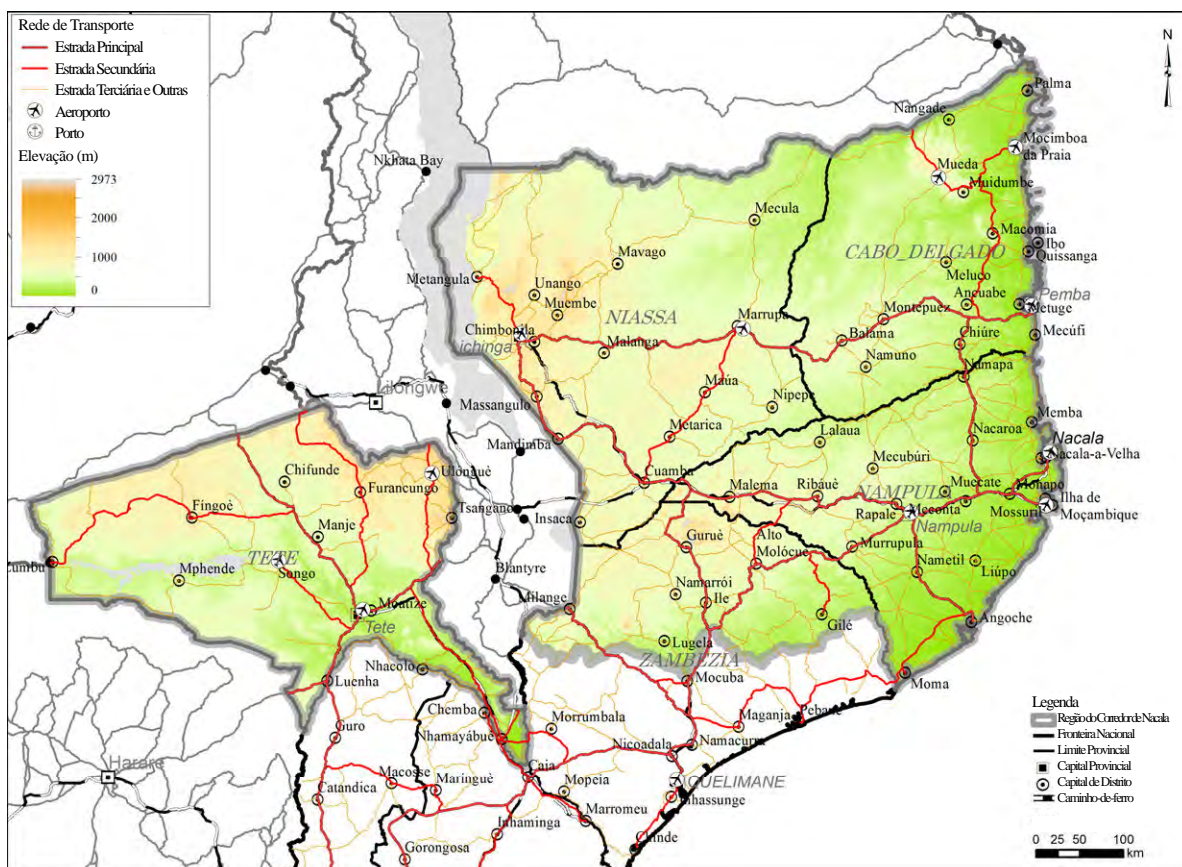 Rede de Transporte
Estrada Principal
Estrada Secundária
Estrada Terciária e Outras
Aeroporto
Porto
Elevação (m)
2973
2000
1000
0
N
Palma
Nangade
Mocimboa
da Praia
Nkhata Bay
Mueda
Muidumbe
Mecula
Macomia
Ibo
CABO_DELGADO
Quissanga
Mavago
Metangula
Meluco
Unango
Muembe
Ancuabe
Pemba
Metuge
NIASSA
Montepuez
Marrupa
Chimbonila
Lichinga
Balama
Chiúre
Mecúfi
Malanga
Namuno
Namapa
Lilongwe
Maúa
Nipepe
Massangulo
Memba
Metarica
Mandimba
Lalaua
Nacaroa
Nacala
Nacala-a-Velha
Chifunde
Ulónguè
Mecubúri
Cuamba
Furancungo
Malema
Ribauè
NAMPULA
Muecate
Monapo
Fingoè
Tsangano
Insaca
Rapale
Meconta
Mossuril
Ilha de
Moçambique
Nampula
Manje
Guruè
Alto
Molócue
Murrupula
TETE
Songo
Mphende
Blantyre
Nametil
Liúpo
Namarrói
Ile
Milange
Moatize
Tete
Gilé
Angoche
Lugela
ZAMBEZIA
Nhacolo
Luenha
Mocuba
Moma
Chemba
Morrumbala
Maganja
Pebane
Guro
Nhamayábue
Nicoadala
Namacurra
Harare
Macosse
Maringuè
Caia
Mopeia
QUELIMANE
Inhassunge
Catandica
Marromeu
Inhaminga
Chinde
Gorongosa
Legenda
Região do Corredor de Nacala
Fronteira Nacional
Limite Provincial
Capital Provincial
Capital de Distrito
Caminho-de-ferro
0 25 50 100
km